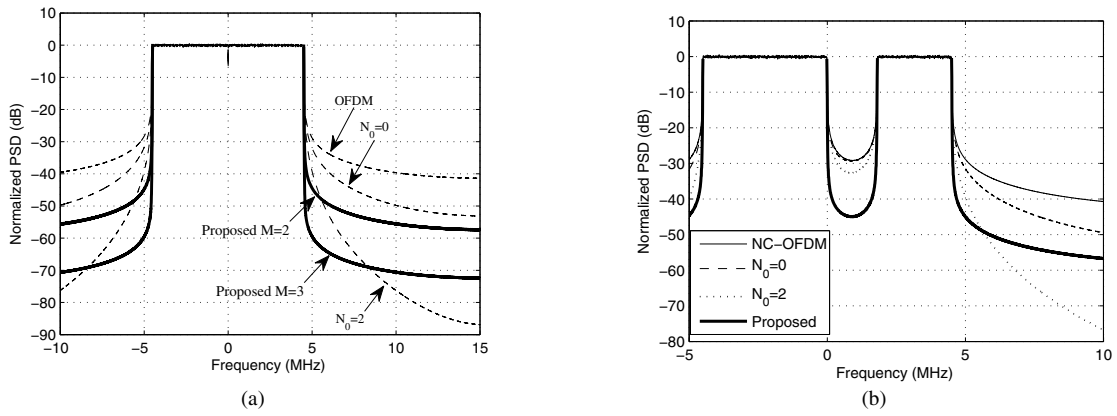 10
0
−10
−20
−30
−40
−50
−60
−70
−80
−90
Normalized PSD (dB)
OFDM
N0=0
Proposed M=2
Proposed M=3
N0=2
−10
−5
0
5
10
15
Frequency (MHz)
(a)
10
0
−10
−20
−30
−40
−50
−60
−70
−80
Normalized PSD (dB)
NC−OFDM
N0=0
N0=2
Proposed
−5
0
5
10
Frequency (MHz)
(b)